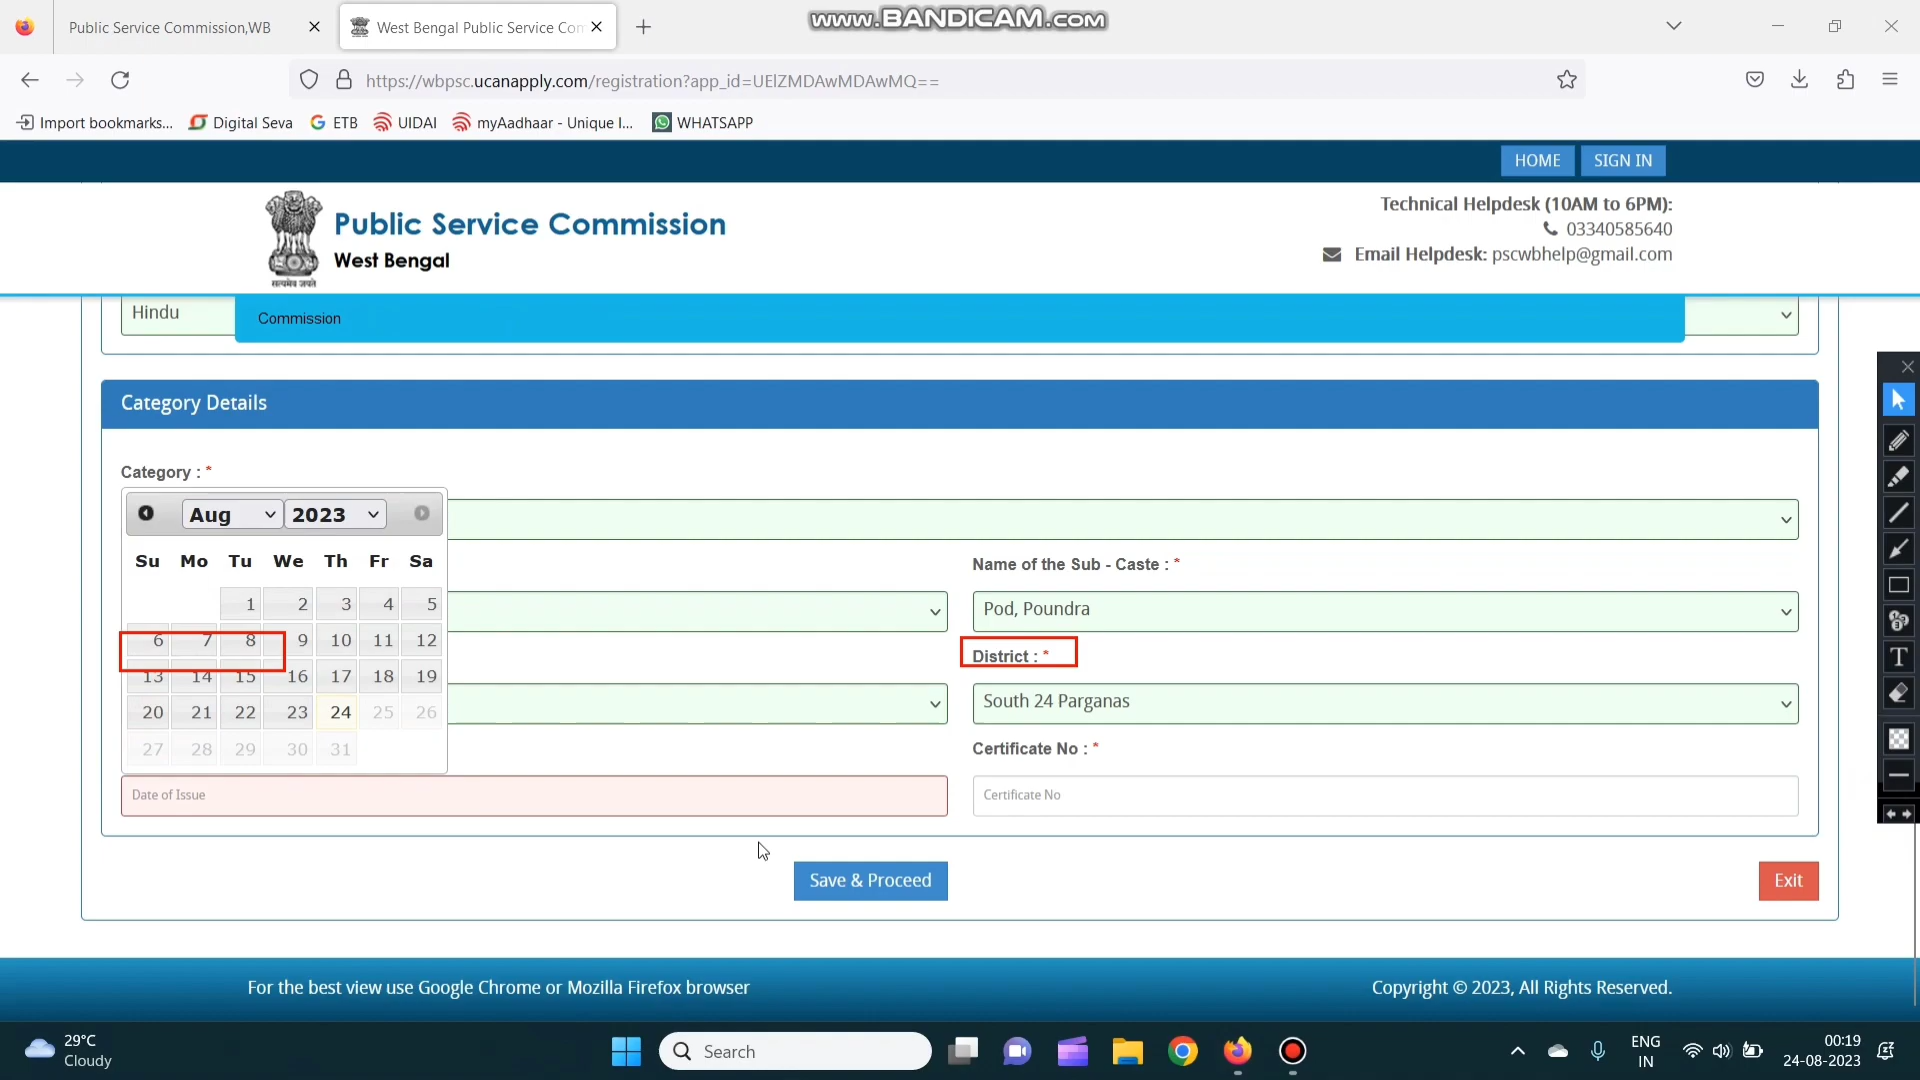 Public Service Commission,WB
West Bengal Public Service Com
www.BANDICAM.com
https://wbpsc.ucanapply.com/registration?app_id=UElZMDAwMDAwMQ==
Import bookmarks...
Digital Seva
ETB
UIDAI
myAadhaar - Unique I...
WHATSAPP
HOME
SIGN IN
सत्यमेव जयते
Public Service Commission
West Bengal
Technical Helpdesk (10AM to 6PM):
03340585640
Email Helpdesk: pscwbhelp@gmail.com
Hindu
Commission
Category Details
Category : *
Aug 2023
Su Mo Tu We Th Fr Sa
1 2 3 4 5
6 7 8 9 10 11 12
13 14 15 16 17 18 19
20 21 22 23 24 25 26
27 28 29 30 31
Name of the Sub - Caste : *
Pod, Poundra
District : *
South 24 Parganas
Certificate No : *
Date of Issue
Certificate No
Save & Proceed
Exit
For the best view use Google Chrome or Mozilla Firefox browser
Copyright © 2023, All Rights Reserved.
29°C
Cloudy
Search
ENG
IN
00:19
24-08-2023